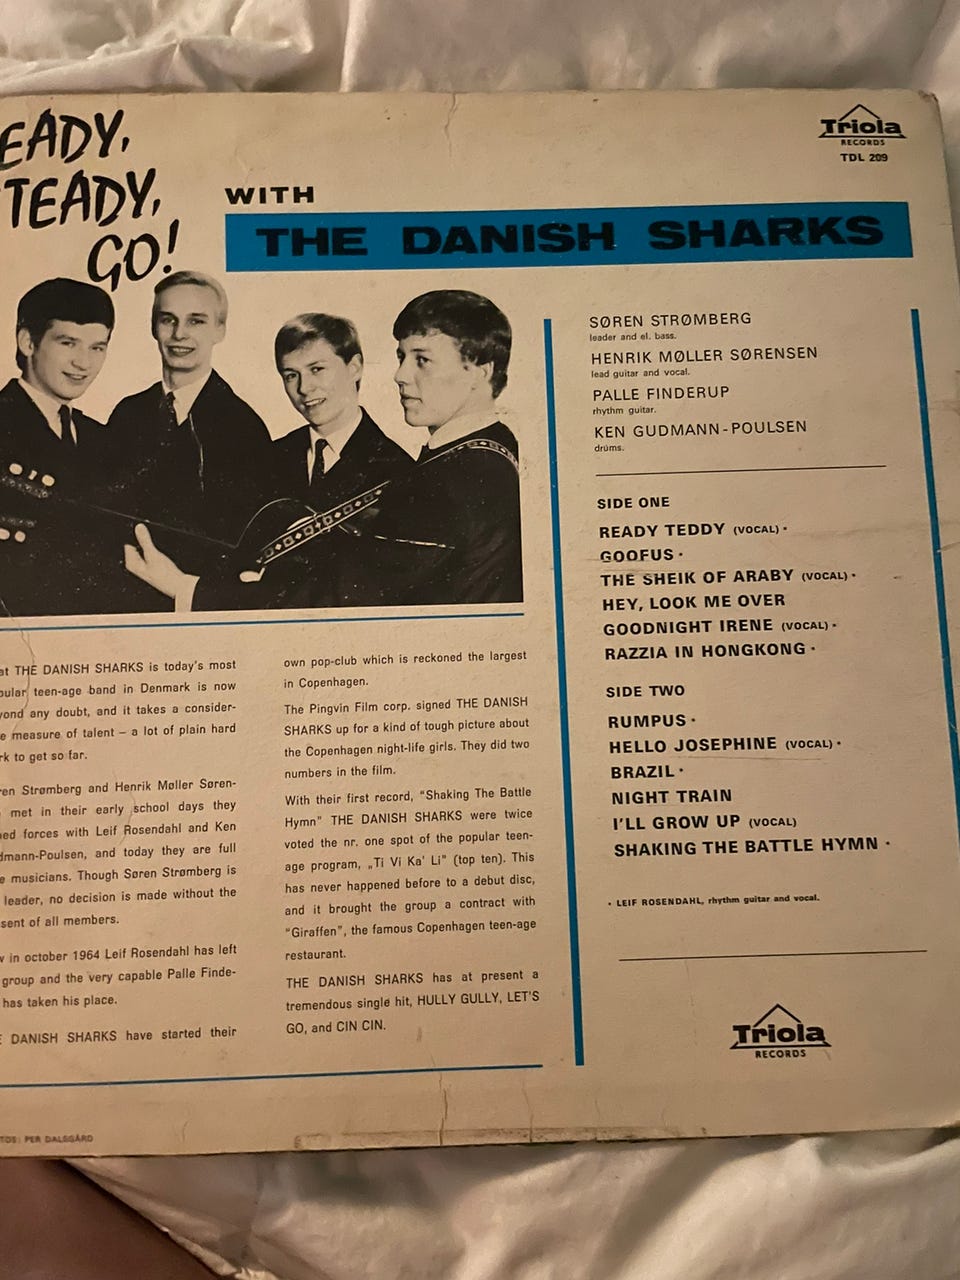 EADY,
TEADY,
GO!
WITH
THE DANISH SHARKS
Triola
RECORDS
TDL 209
SØREN STRØMBERG
leader and el. bass.
HENRIK MØLLER SØRENSEN
lead guitar and vocal.
PALLE FINDERUP
rhythm guitar.
KEN GUDMANN-POULSEN
drums.
SIDE ONE
READY TEDDY (VOCAL) •
GOOFUS •
THE SHEIK OF ARABY (VOCAL) •
HEY, LOOK ME OVER
GOODNIGHT IRENE (VOCAL) •
RAZZIA IN HONGKONG •
SIDE TWO
RUMPUS •
HELLO JOSEPHINE (VOCAL) •
BRAZIL •
NIGHT TRAIN
I'LL GROW UP (VOCAL)
SHAKING THE BATTLE HYMN •
• LEIF ROSENDAHL, rhythm guitar and vocal.
Triola
RECORDS
at THE DANISH SHARKS is today's most
pular teen-age band in Denmark is now
yond any doubt, and it takes a consider-
e measure of talent – a lot of plain hard
rk to get so far.
ren Strømberg and Henrik Møller Søren-
met in their early school days they
ned forces with Leif Rosendahl and Ken
dmann-Poulsen, and today they are full
e musicians. Though Søren Strømberg is
leader, no decision is made without the
sent of all members.
w in october 1964 Leif Rosendahl has left
group and the very capable Palle Finde-
has taken his place.
E DANISH SHARKS have started their
own pop-club which is reckoned the largest
in Copenhagen.
The Pingvin Film corp. signed THE DANISH
SHARKS up for a kind of tough picture about
the Copenhagen night-life girls. They did two
numbers in the film.
With their first record, "Shaking The Battle
Hymn" THE DANISH SHARKS were twice
voted the nr. one spot of the popular teen-
age program, „Ti Vi Ka' Li" (top ten). This
has never happened before to a debut disc,
and it brought the group a contract with
"Giraffen", the famous Copenhagen teen-age
restaurant.
THE DANISH SHARKS has at present a
tremendous single hit, HULLY GULLY, LET'S
GO, and CIN CIN.
TOS: PER DALSGÅRD